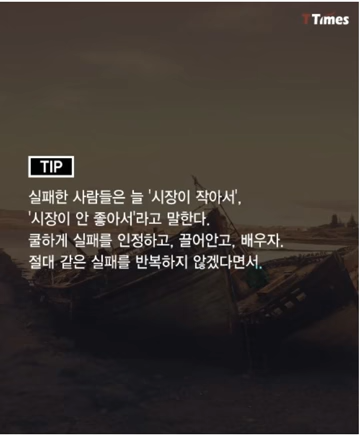 TTimes
TIP
실패한 사람들은 늘 '시장이 작아서',
'시장이 안 좋아서'라고 말한다.
쿨하게 실패를 인정하고, 끌어안고, 배우자.
절대 같은 실패를 반복하지 않겠다면서.